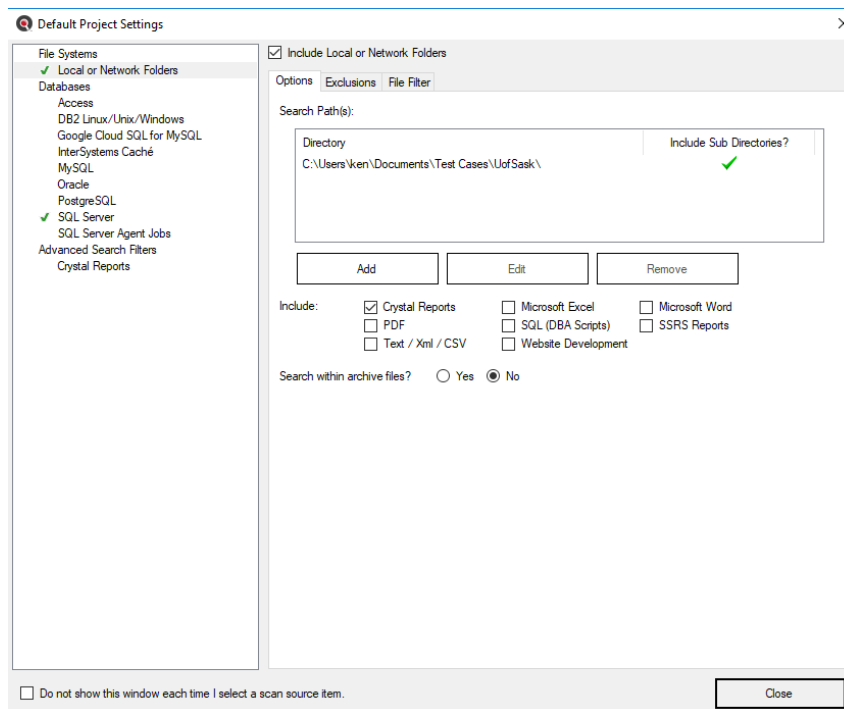 Default Project Settings
File Systems
Local or Network Folders
Databases
Access
DB2 Linux/Unix/Windows
Google Cloud SQL for MySQL
InterSystems Caché
MySQL
Oracle
PostgreSQL
SQL Server
SQL Server Agent Jobs
Advanced Search Filters
Crystal Reports
Include Local or Network Folders
Options Exclusions File Filter
Search Path(s):
Directory Include Sub Directories?
C:\Users\ken\Documents\Test Cases\UofSask\
Add Edit Remove
Include: Crystal Reports Microsoft Excel Microsoft Word
PDF SQL (DBA Scripts) SSRS Reports
Text / Xml / CSV Website Development
Search within archive files? Yes No
Do not show this window each time I select a scan source item.
Close